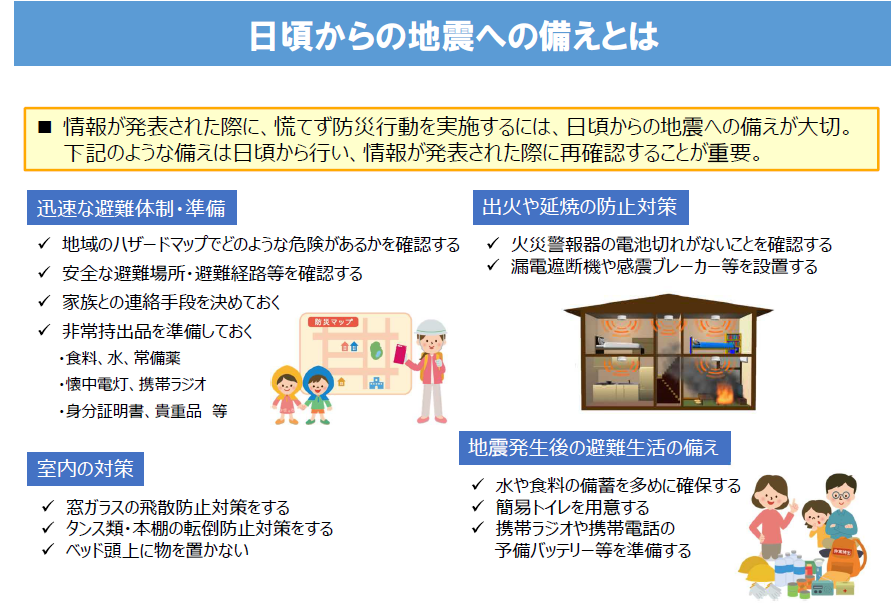 日頃からの地震への備えとは
■ 情報が発表された際に、慌てず防災行動を実施するには、日頃からの地震への備えが大切。
下記のような備えは日頃から行い、情報が発表された際に再確認することが重要。
迅速な避難体制・準備
✓ 地域のハザードマップでどのような危険があるかを確認する
✓ 安全な避難場所・避難経路等を確認する
✓ 家族との連絡手段を決めておく
✓ 非常持出品を準備しておく
・食料、水、常備薬
・懐中電灯、携帯ラジオ
・身分証明書、貴重品 等
防災マップ
室内の対策
✓ 窓ガラスの飛散防止対策をする
✓ タンス類・本棚の転倒防止対策をする
✓ ベッド頭上に物を置かない
出火や延焼の防止対策
✓ 火災警報器の電池切れがないことを確認する
✓ 漏電遮断機や感震ブレーカー等を設置する
地震発生後の避難生活の備え
✓ 水や食料の備蓄を多めに確保する
✓ 簡易トイレを用意する
✓ 携帯ラジオや携帯電話の
予備バッテリー等を準備する